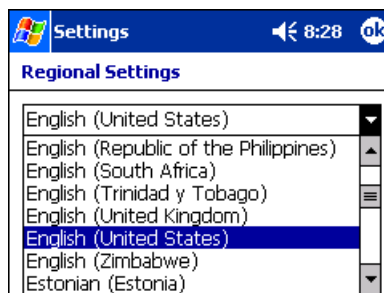 Settings 8:28 ok
Regional Settings
English (United States)
English (Republic of the Philippines)
English (South Africa)
English (Trinidad y Tobago)
English (United Kingdom)
English (United States)
English (Zimbabwe)
Estonian (Estonia)